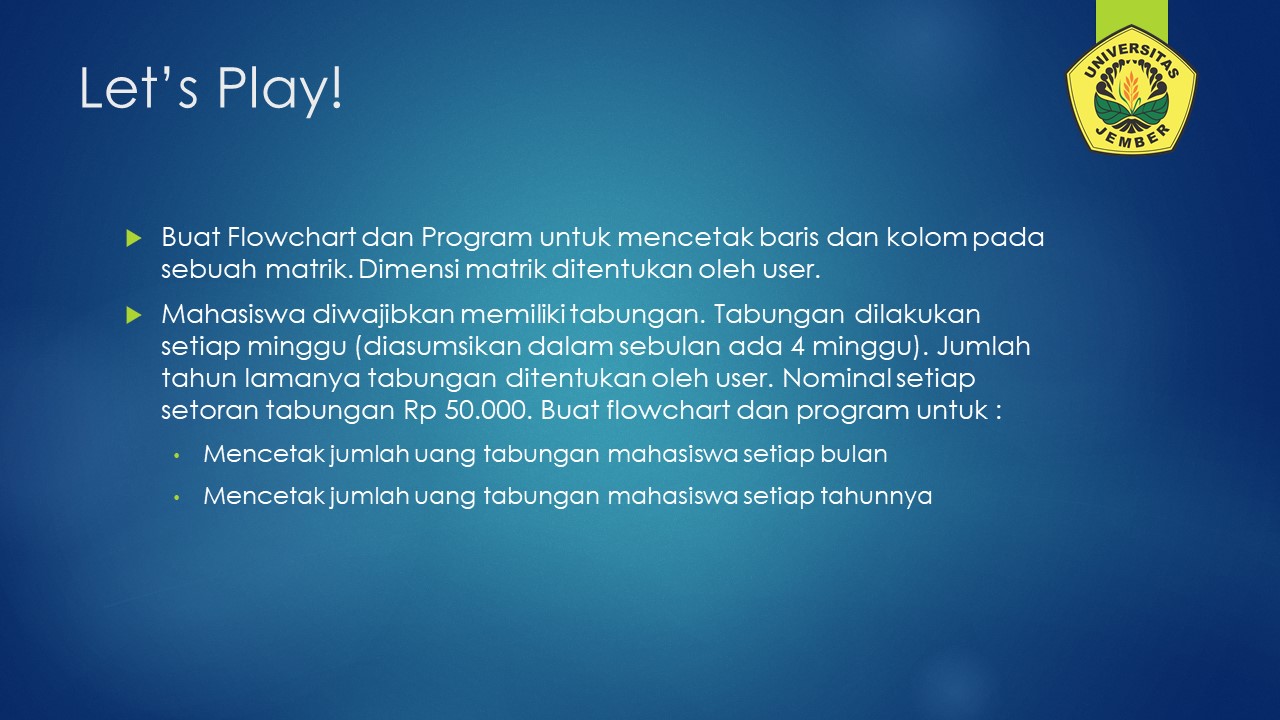 Let's Play!
UNIVERSITAS
JEMBER
Buat Flowchart dan Program untuk mencetak baris dan kolom pada
sebuah matrik. Dimensi matrik ditentukan oleh user.
Mahasiswa diwajibkan memiliki tabungan. Tabungan dilakukan
setiap minggu (diasumsikan dalam sebulan ada 4 minggu). Jumlah
tahun lamanya tabungan ditentukan oleh user. Nominal setiap
setoran tabungan Rp 50.000. Buat flowchart dan program untuk :
Mencetak jumlah uang tabungan mahasiswa setiap bulan
Mencetak jumlah uang tabungan mahasiswa setiap tahunnya